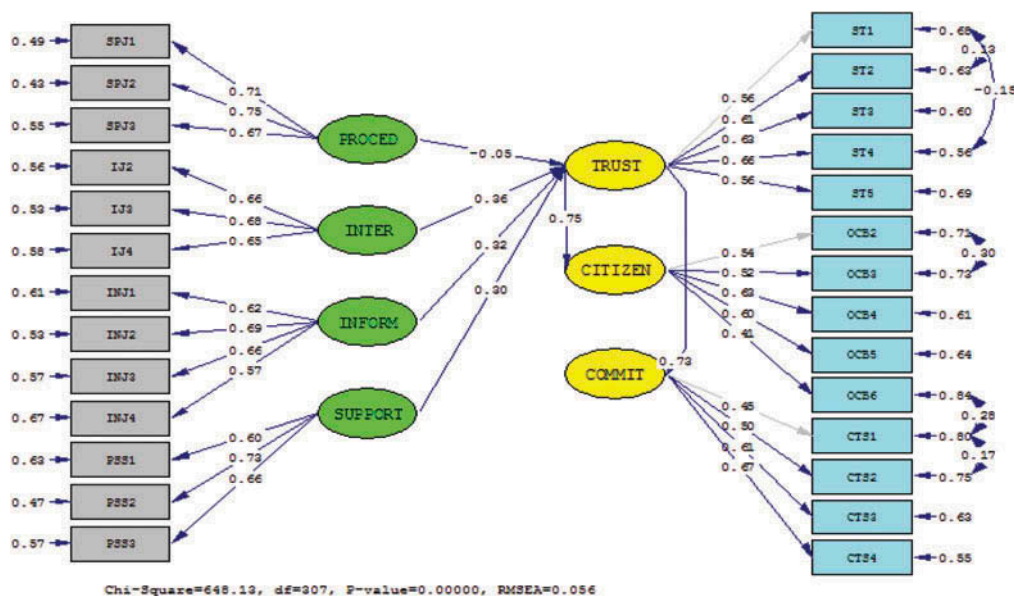 0.49 SPJ1
0.43 SPJ2
0.55 SPJ3
0.56 IJ2
0.53 IJ3
0.58 IJ4
0.61 INJ1
0.53 INJ2
0.57 INJ3
0.67 INJ4
0.63 PSS1
0.47 PSS2
0.57 PSS3
0.71
0.75
0.67
0.66
0.68
0.65
0.62
0.69
0.66
0.57
0.60
0.73
0.66
PROCED
INTER
INFORM
SUPPORT
-0.05
0.36
0.32
0.30
TRUST
0.75
CITIZEN
COMMIT
0.73
0.56
0.61
0.63
0.66
0.56
0.54
0.52
0.63
0.60
0.41
0.45
0.50
0.61
0.67
ST1 0.68
ST2 0.63
ST3 0.60
ST4 0.56
ST5 0.69
OCB2 0.71
OCB3 0.73
OCB4 0.61
OCB5 0.64
OCB6 0.84
CTS1 0.80
CTS2 0.75
CTS3 0.63
CTS4 0.55
0.13
-0.15
0.30
0.28
0.17
Chi-Square=648.13, df=307, P-value=0.00000, RMSEA=0.056